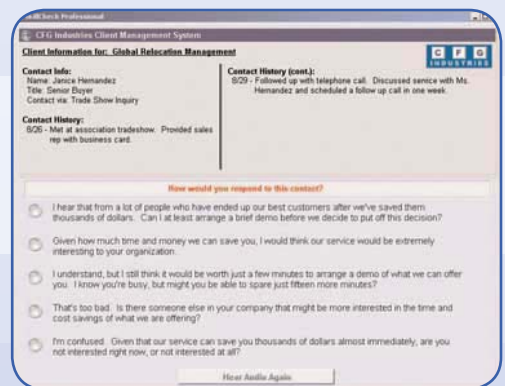 SkillCheck Professional
CFG Industries Client Management System
Client Information for: Global Relocation Management
C F G
INDUSTRIES
Contact Info:
Name: Janice Hernandez
Title: Senior Buyer
Contact via: Trade Show Inquiry
Contact History:
8/26 - Met at association tradeshow. Provided sales
rep with business card.
Contact History (cont.):
8/29 - Followed up with telephone call. Discussed service with Ms.
Hernandez and scheduled a follow up call in one week.
How would you respond to this contact?
I hear that from a lot of people who have ended up our best customers after we've saved them
thousands of dollars. Can I at least arrange a brief demo before we decide to put off this decision?
Given how much time and money we can save you, I would think our service would be extremely
interesting to your organization.
I understand, but I still think it would be worth just a few minutes to arrange a demo of what we can offer
you. I know you're busy, but might you be able to spare just fifteen more minutes?
That's too bad. Is there someone else in your company that might be more interested in the time and
cost savings of what we are offering?
I'm confused. Given that our service can save you thousands of dollars almost immediately, are you
not interested right now, or not interested at all?
Hear Audio Again